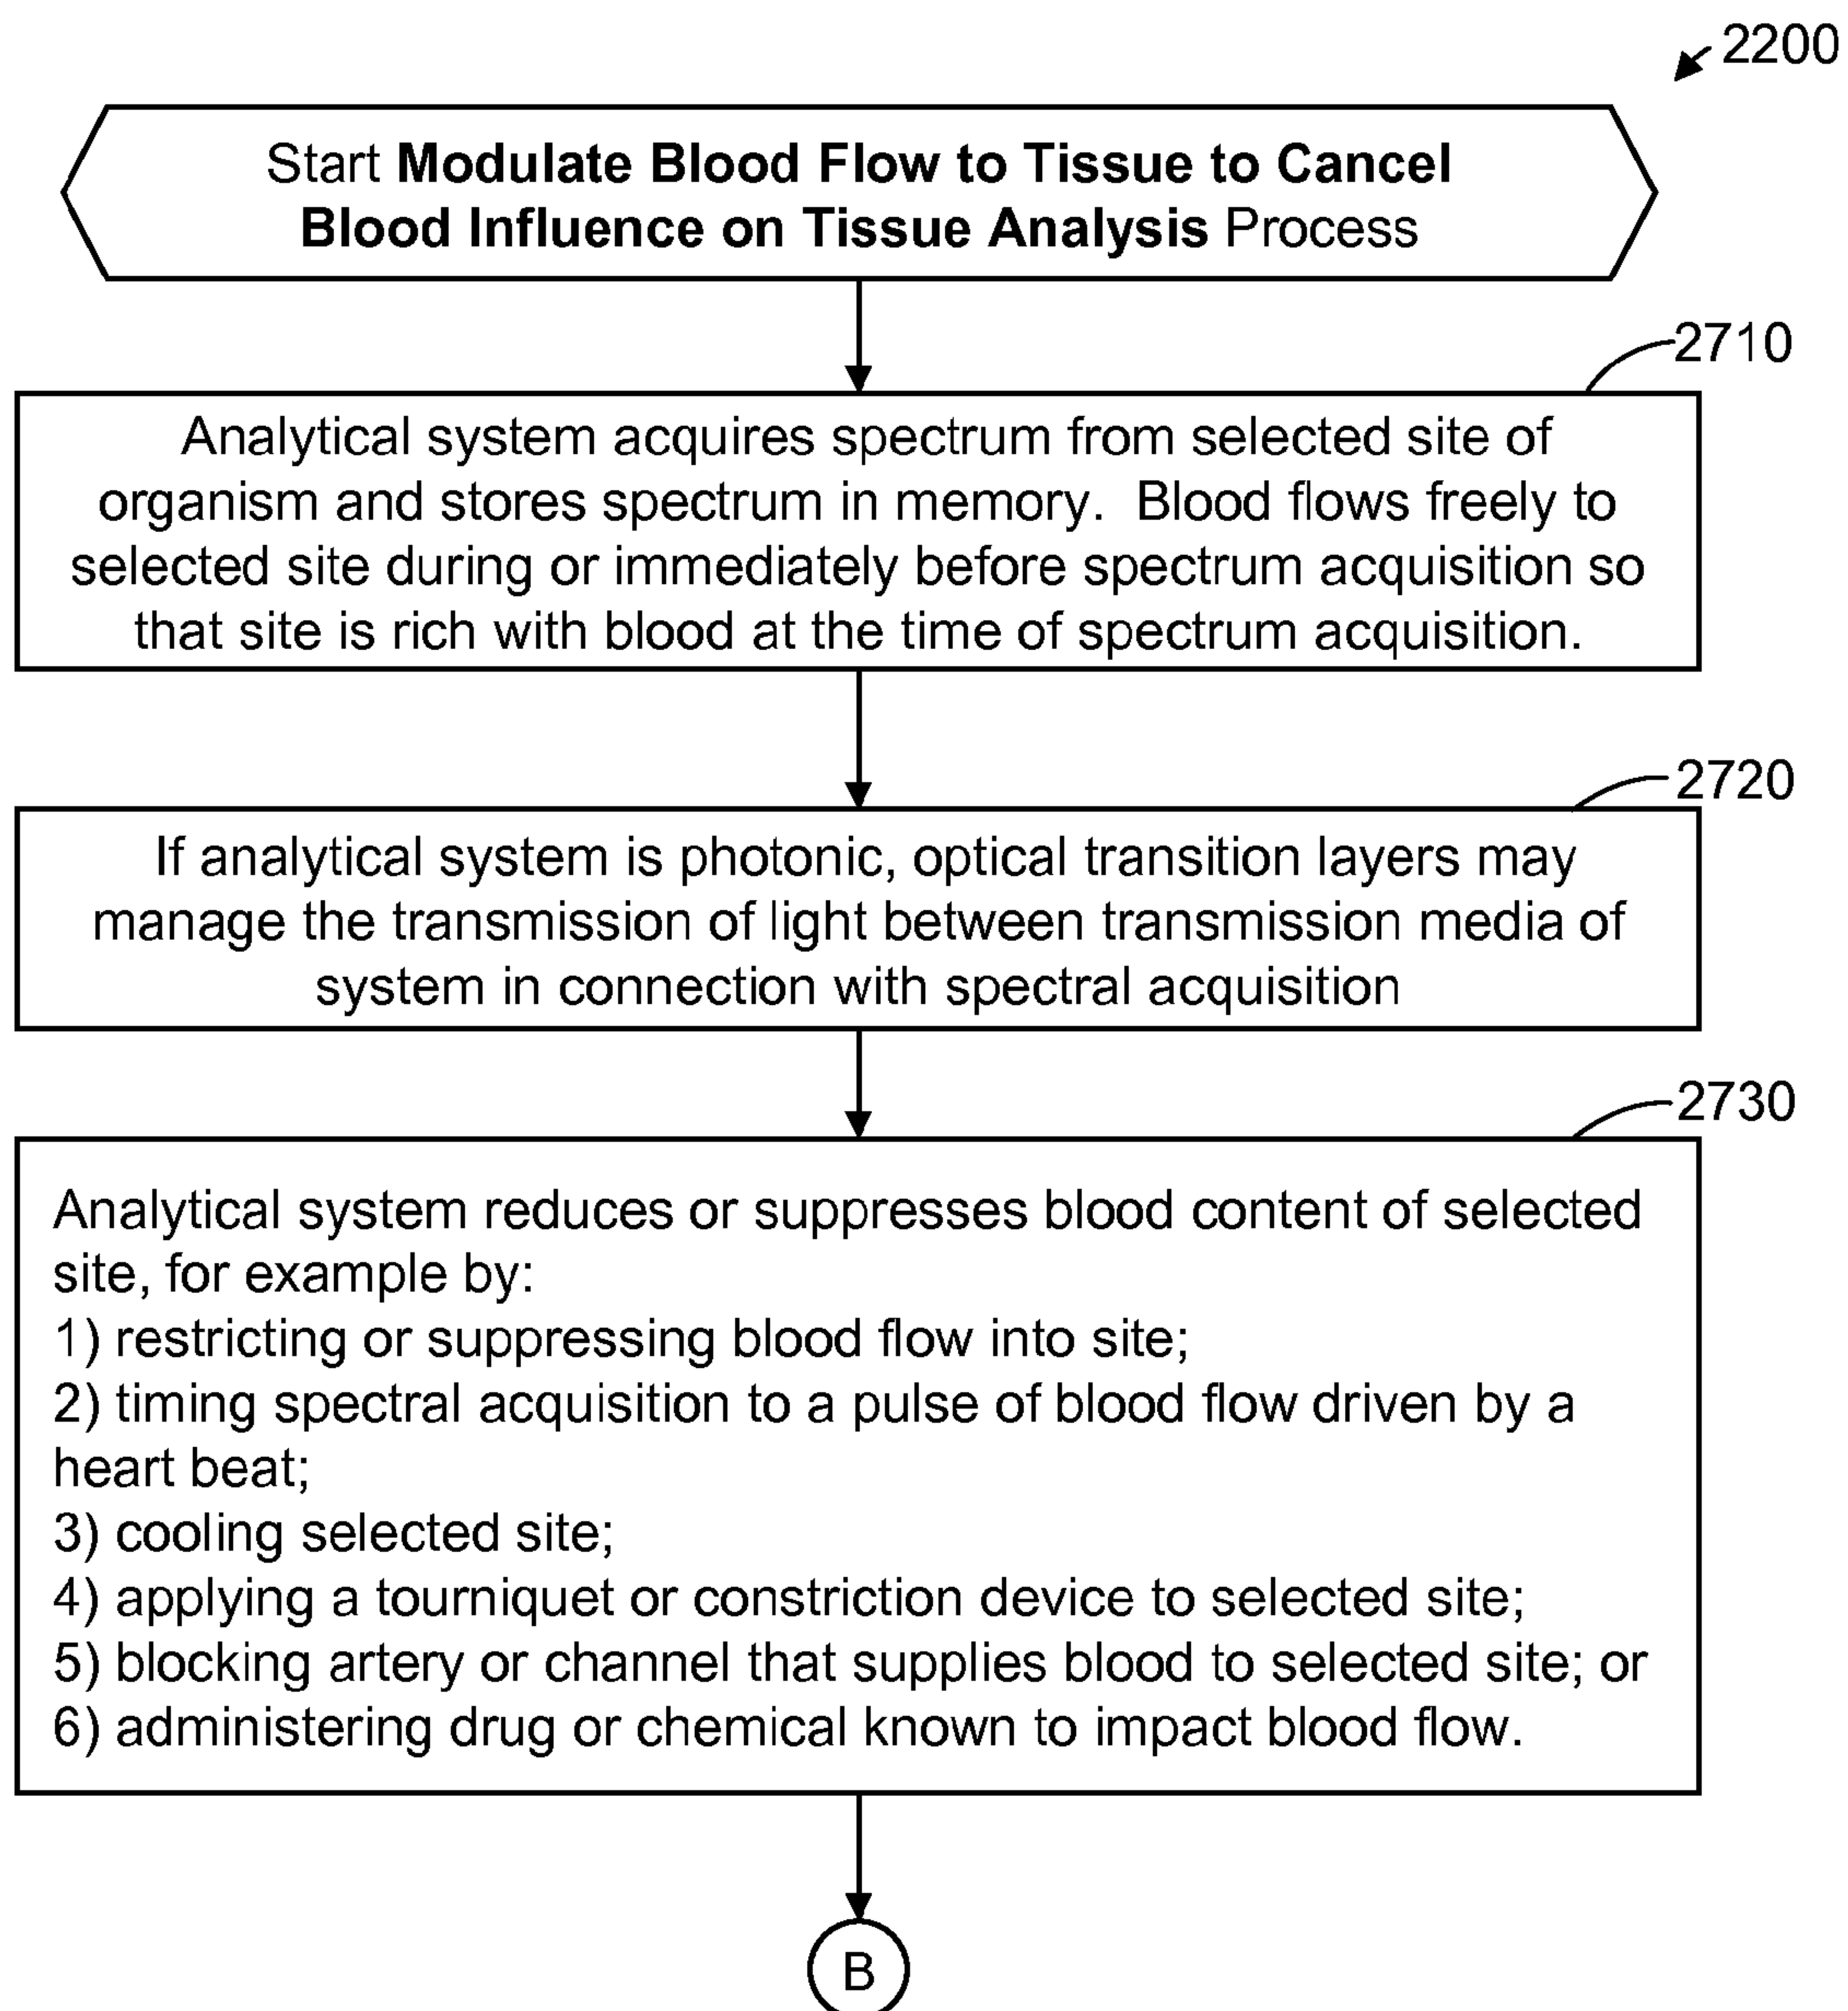 2200
Start Modulate Blood Flow to Tissue to Cancel
Blood Influence on Tissue Analysis Process
2710
Analytical system acquires spectrum from selected site of
organism and stores spectrum in memory.  Blood flows freely to
selected site during or immediately before spectrum acquisition so
that site is rich with blood at the time of spectrum acquisition.
2720
If analytical system is photonic, optical transition layers may
manage the transmission of light between transmission media of
system in connection with spectral acquisition
2730
Analytical system reduces or suppresses blood content of selected
site, for example by:
1) restricting or suppressing blood flow into site;
2) timing spectral acquisition to a pulse of blood flow driven by a
heart beat;
3) cooling selected site;
4) applying a tourniquet or constriction device to selected site;
5) blocking artery or channel that supplies blood to selected site; or
6) administering drug or chemical known to impact blood flow.
B